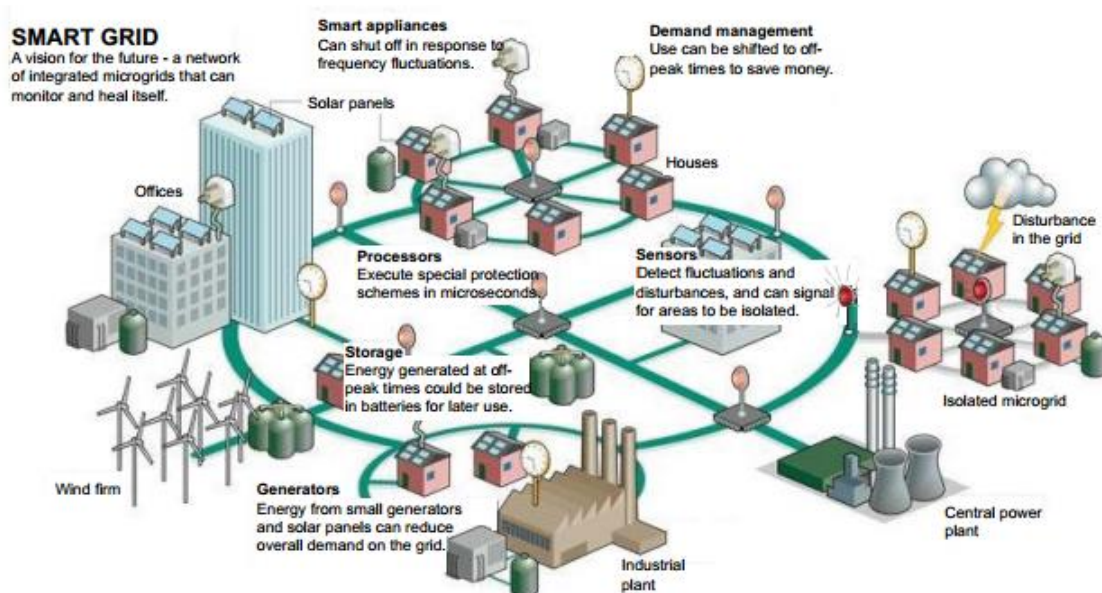 SMART GRID
A vision for the future - a network
of integrated microgrids that can
monitor and heal itself.
Smart appliances
Can shut off in response to
frequency fluctuations.
Demand management
Use can be shifted to off-
peak times to save money.
Solar panels
Houses
Offices
Disturbance
in the grid
Processors
Execute special protection
schemes in microseconds.
Sensors
Detect fluctuations and
disturbances, and can signal
for areas to be isolated.
Storage
Energy generated at off-
peak times could be stored
in batteries for later use.
Isolated microgrid
Wind firm
Generators
Energy from small generators
and solar panels can reduce
overall demand on the grid.
Central power
plant
Industrial
plant